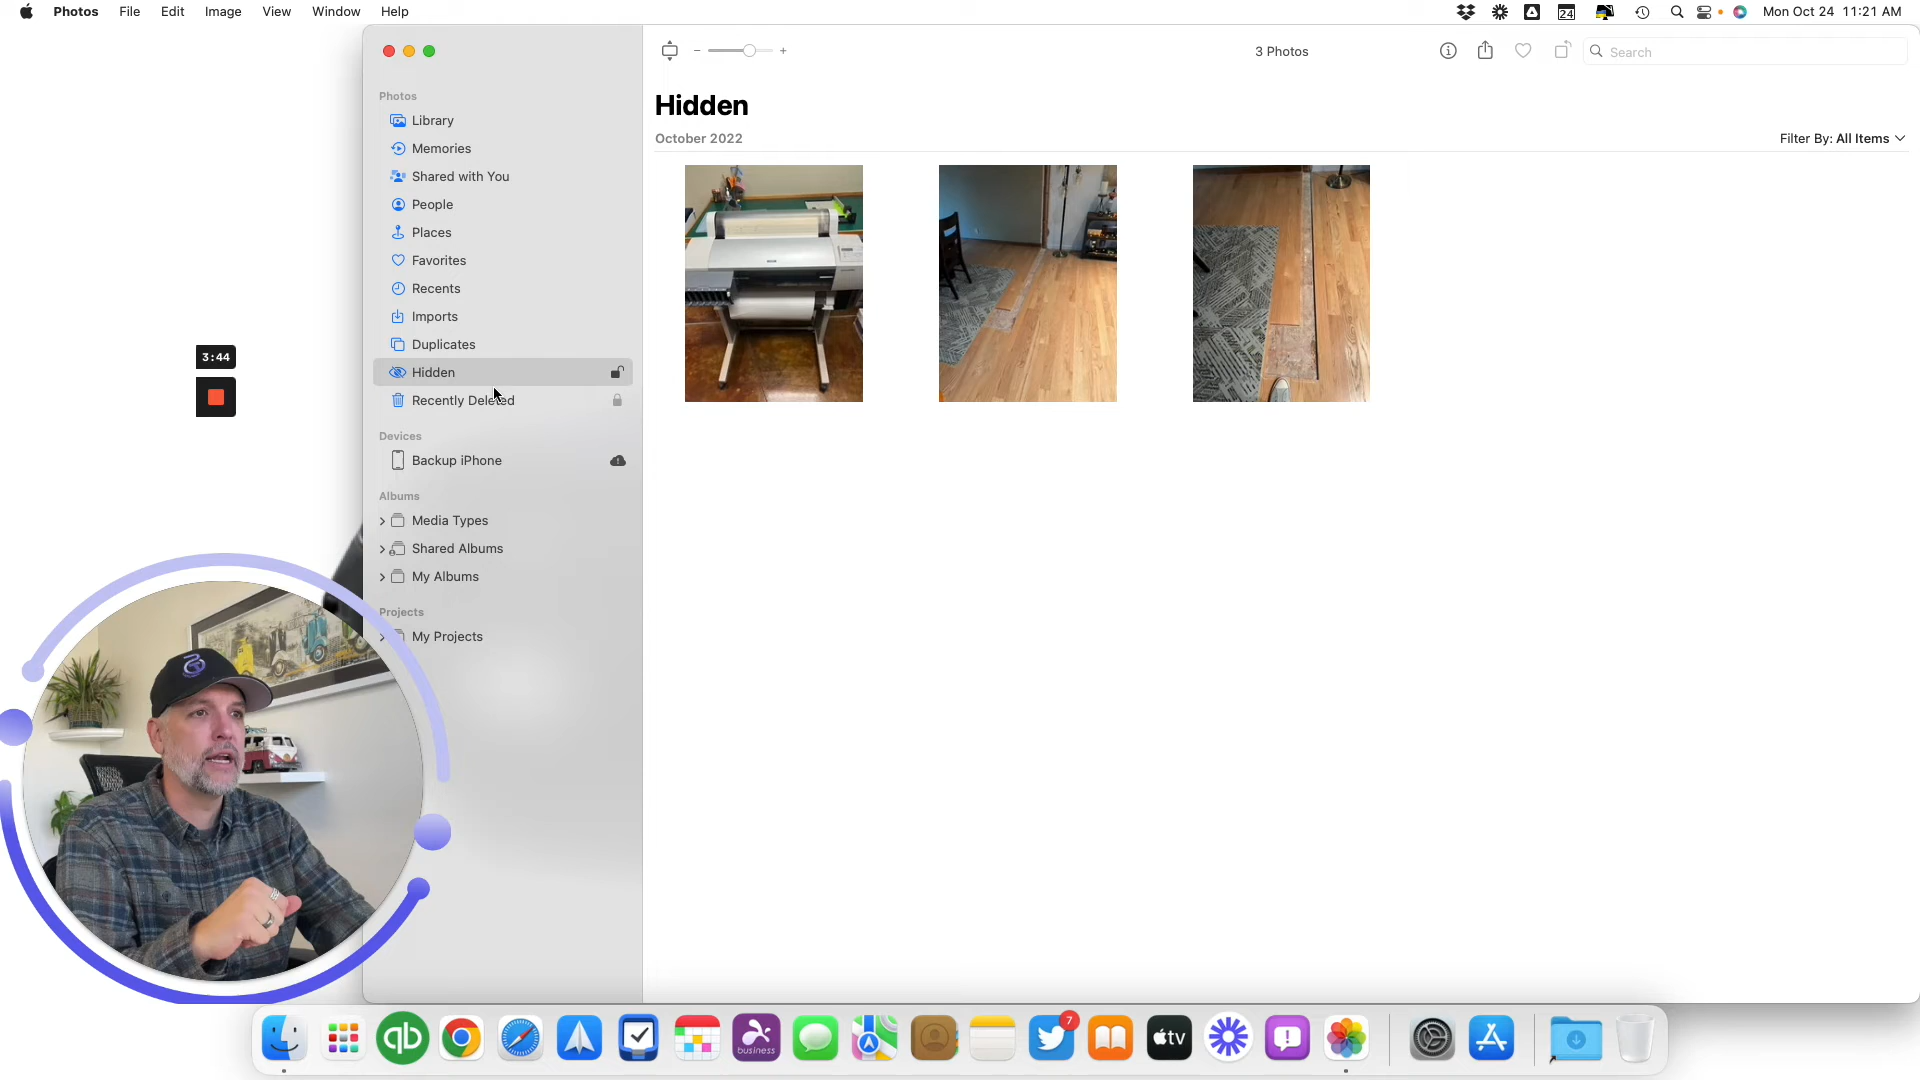 Photos File Edit Image View Window Help
24
Mon Oct 24 11:21 AM
3 Photos
Search
Photos
Library
Memories
Shared with You
People
Places
Favorites
Recents
Imports
Duplicates
Hidden
Recently Deleted
Devices
Backup iPhone
Albums
Media Types
Shared Albums
My Albums
Projects
My Projects
Hidden
October 2022
Filter By: All Items
3:44
qb
business
7
tv